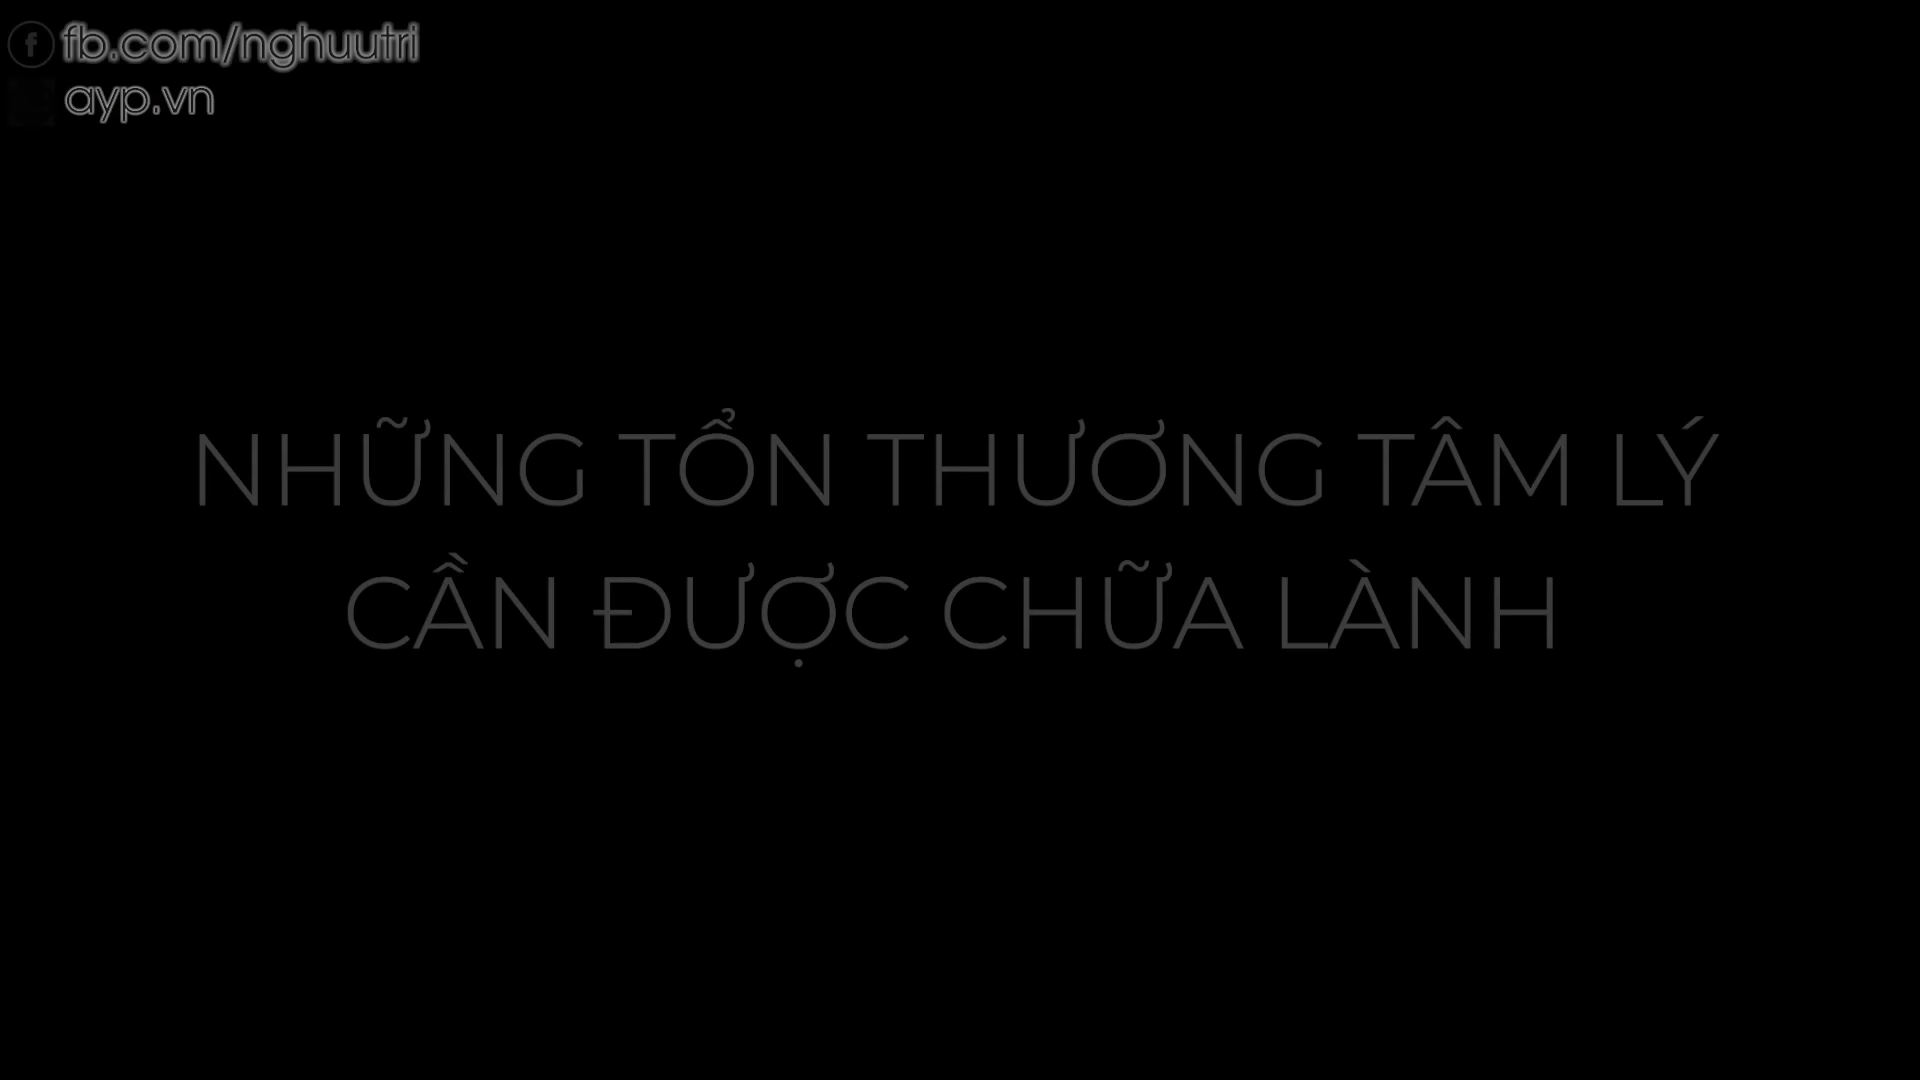 fb.com/nghuutri
ayp.vn
NHỮNG TỔN THƯƠNG TÂM LÝ
CẦN ĐƯỢC CHỮA LÀNH